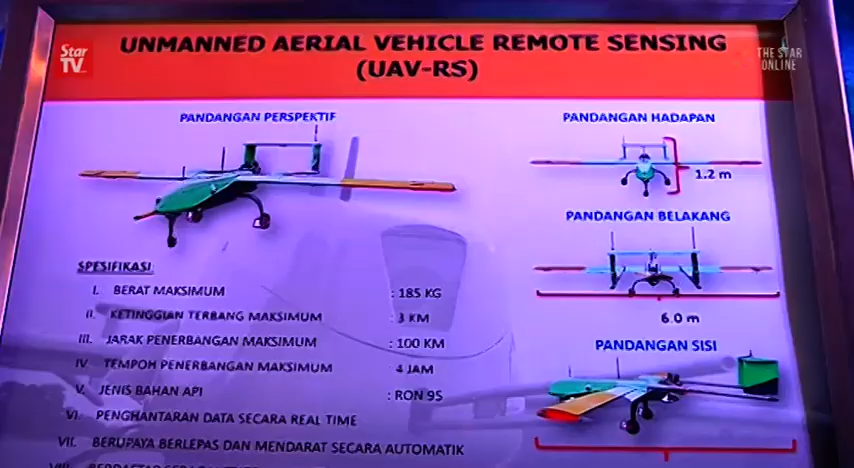 Star
TV
UNMANNED AERIAL VEHICLE REMOTE SENSING
(UAV-RS)
THE STAR
ONLINE
PANDANGAN PERSPEKTIF
PANDANGAN HADAPAN
1.2 m
PANDANGAN BELAKANG
6.0 m
PANDANGAN SISI
SPESIFIKASI
I. BERAT MAKSIMUM : 185 KG
II. KETINGGIAN TERBANG MAKSIMUM : 3 KM
III. JARAK PENERBANGAN MAKSIMUM : 100 KM
IV TEMPOH PENERBANGAN MAKSIMUM 4 JAM
V. JENIS BAHAN API : RON 95
VI. PENGHANTARAN DATA SECARA REAL TIME
VII. BERUPAYA BERLEPAS DAN MENDARAT SECARA AUTOMATIK